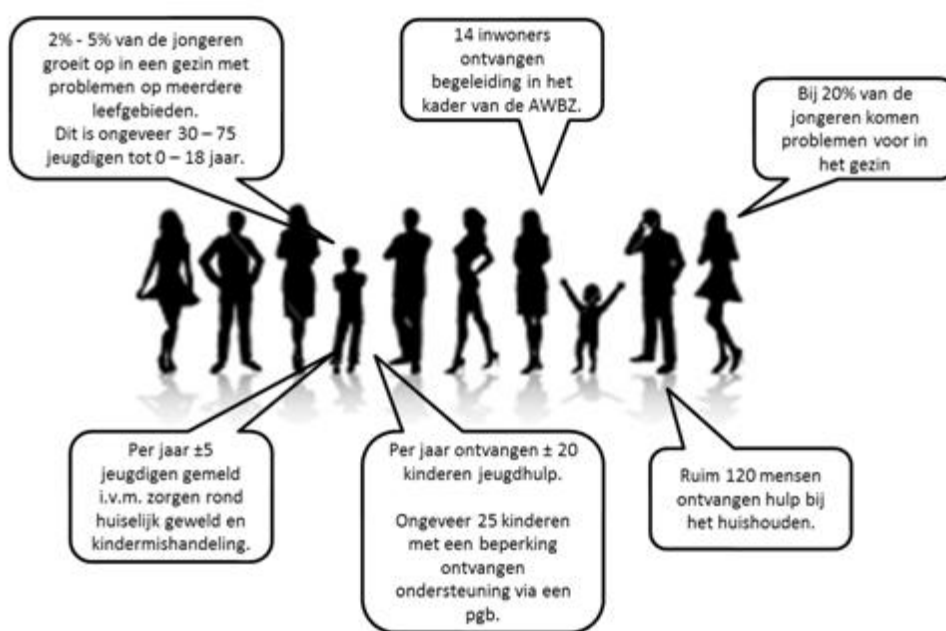 2% - 5% van de jongeren
groeit op in een gezin met
problemen op meerdere
leefgebieden.
Dit is ongeveer 30 – 75
jeugdigen tot 0 – 18 jaar.
14 inwoners
ontvangen
begeleiding in het
kader van de AWBZ.
Bij 20% van de
jongeren komen
problemen voor in
het gezin
Per jaar ±5
jeugdigen gemeld
i.v.m. zorgen rond
huiselijk geweld en
kindermishandeling.
Per jaar ontvangen ± 20
kinderen jeugdhulp.
Ongeveer 25 kinderen
met een beperking
ontvangen
ondersteuning via een
pgb.
Ruim 120 mensen
ontvangen hulp bij
het huishouden.